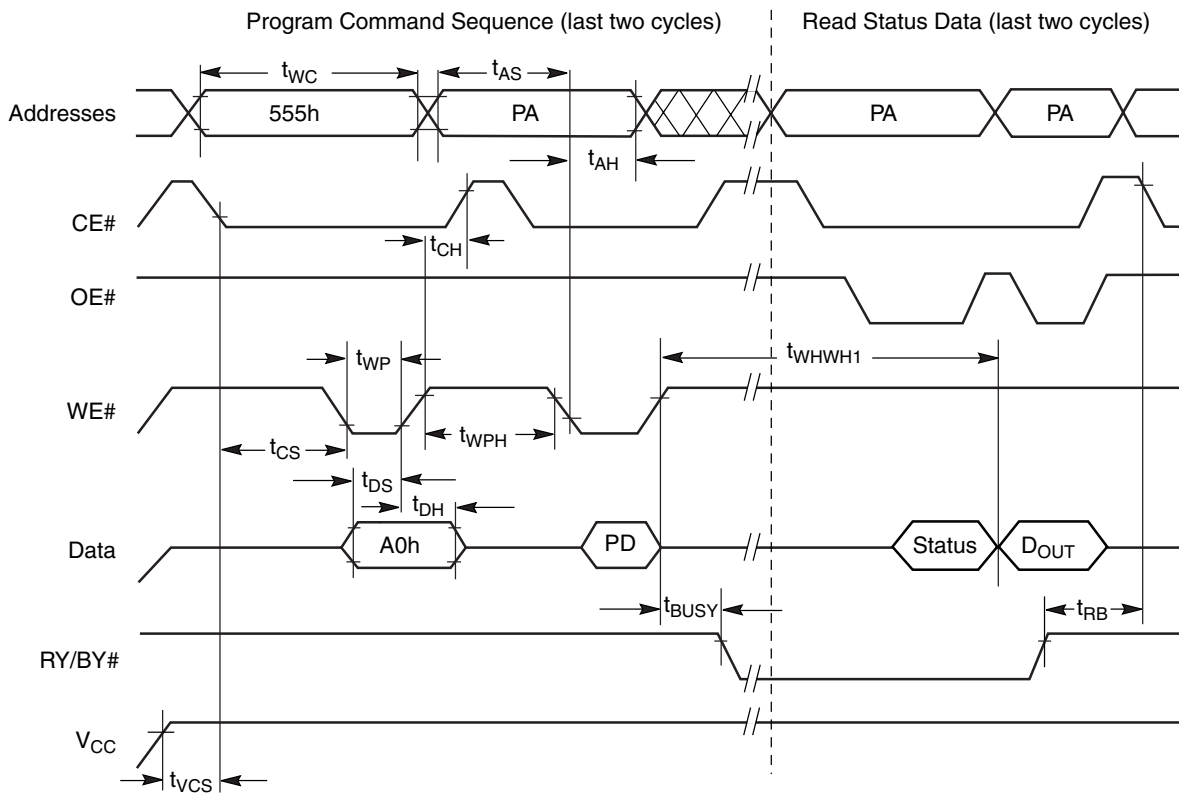 Program Command Sequence (last two cycles) Read Status Data (last two cycles)
tWC tAS
Addresses 555h PA PA PA
tAH
CE#
tCH
OE#
tWP tWHWH1
WE#
tCS tWPH
tDS
tDH
Data A0h PD Status DOUT
tBUSY tRB
RY/BY#
VCC
tVCS